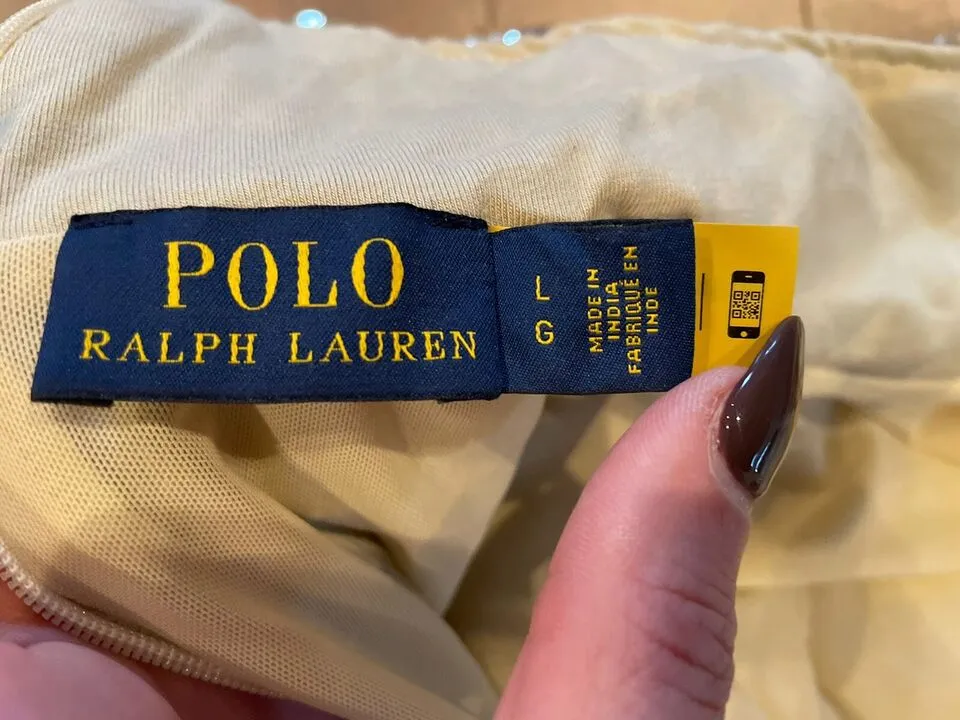 POLO
RALPH LAUREN
L
G
MADE IN
INDIA
FABRIQUÉ EN
INDE